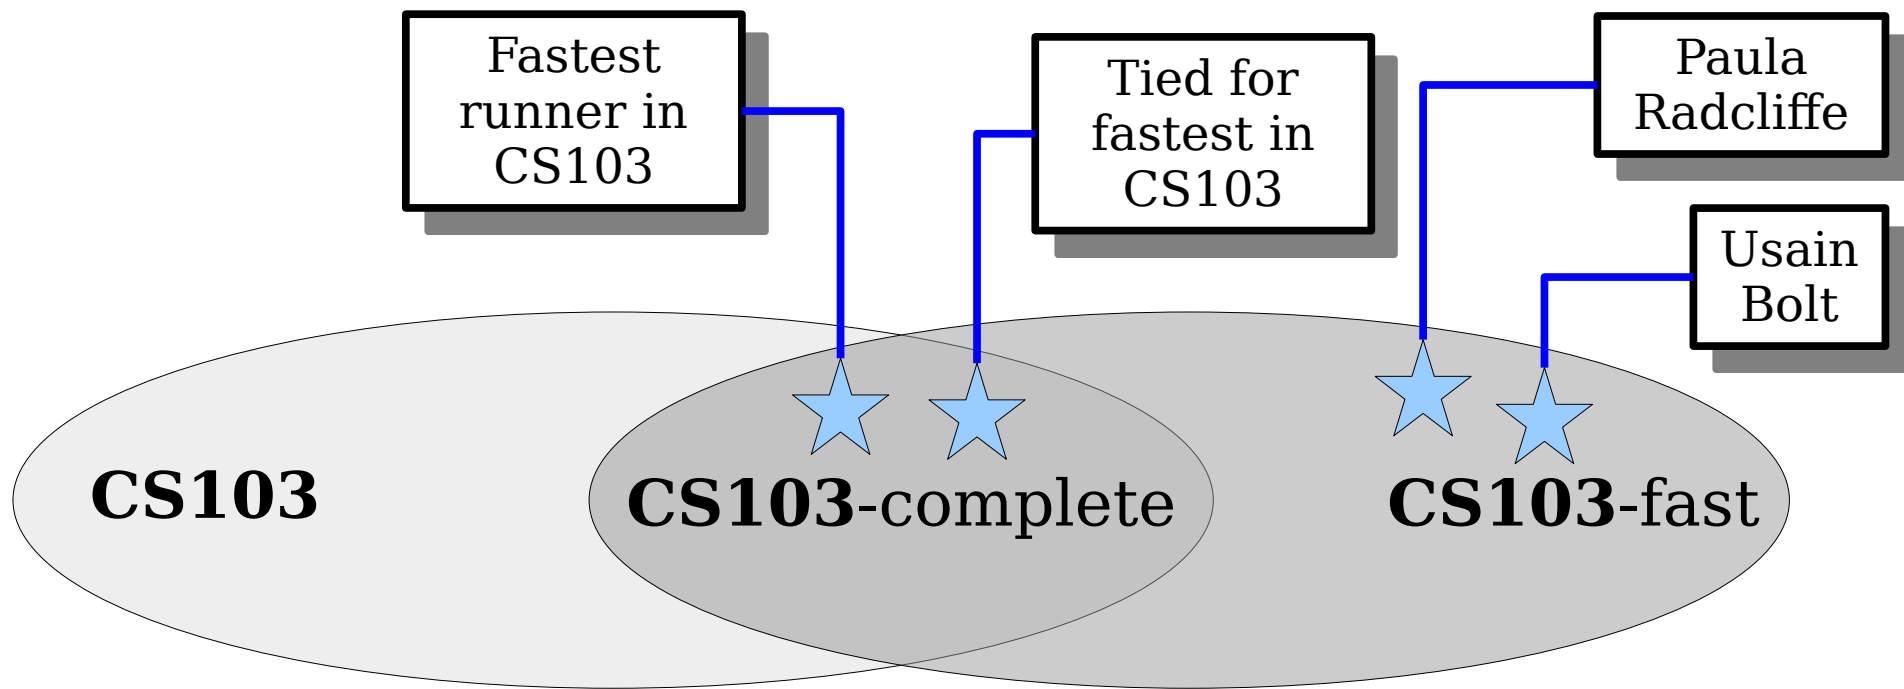 Fastest
runner in
CS103
Tied for
fastest in
CS103
Paula
Radcliffe
Usain
Bolt
CS103
CS103-complete
CS103-fast